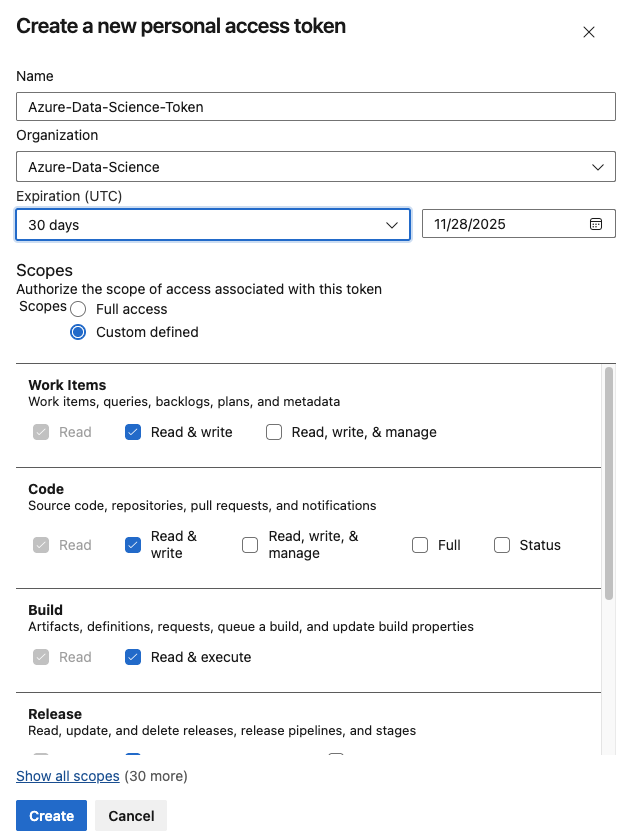 Create a new personal access token
Name
Azure-Data-Science-Token
Organization
Azure-Data-Science
Expiration (UTC)
30 days
11/28/2025
Scopes
Authorize the scope of access associated with this token
Scopes Full access
Custom defined
Work Items
Work items, queries, backlogs, plans, and metadata
Read Read & write Read, write, & manage
Code
Source code, repositories, pull requests, and notifications
Read Read & write Read, write, & manage Full Status
Build
Artifacts, definitions, requests, queue a build, and update build properties
Read Read & execute
Release
Read, update, and delete releases, release pipelines, and stages
Show all scopes (30 more)
Create Cancel